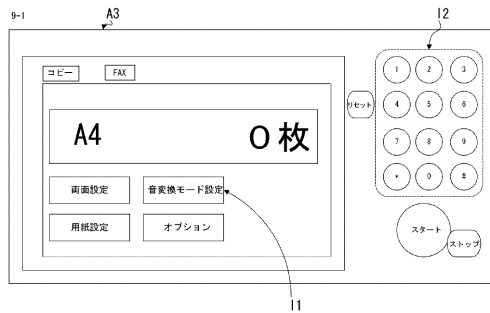 9-1
A3
I2
コピー
FAX
A4
0枚
両面設定
音変換モード設定
用紙設定
オプション
I1
リセット
1 2 3
4 5 6
7 8 9
* 0 #
スタート
ストップ